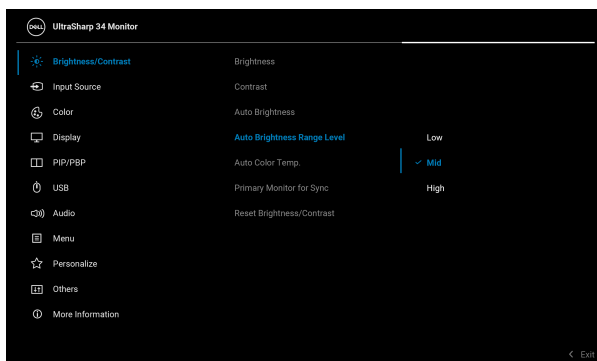 DELL UltraSharp 34 Monitor
Brightness/Contrast Brightness
Input Source Contrast
Color Auto Brightness
Display Auto Brightness Range Level Low
PIP/PBP Auto Color Temp. Mid
USB Primary Monitor for Sync High
Audio Reset Brightness/Contrast
Menu
Personalize
Others
More Information
Exit